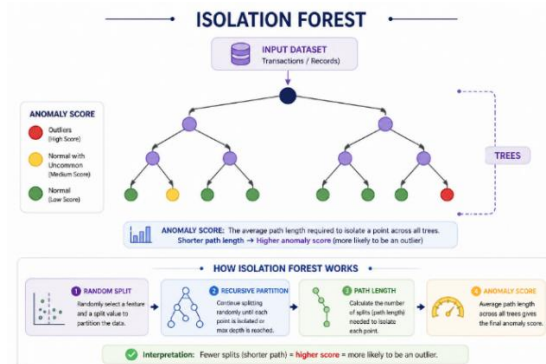 ISOLATION FOREST
INPUT DATASET
Transactions / Records)
ANOMALY SCORE
Outliers
(High Score)
Normal with
Uncommon
(Medium Score)
Normal
(Low Score)
TREES
ANOMALY SCORE: The average path length required to isolate a point across all trees.
Shorter path length → Higher anomaly score (more likely to be an outlier)
HOW ISOLATION FOREST WORKS
1 RANDOM SPLIT
Randomly select a feature
and a split value to
partition the data.
2 RECURSIVE PARTITION
Continue splitting
randomly until each
point is isolated or
max depth is reached.
3 PATH LENGTH
Calculate the number
of splits (path length)
needed to isolate
each point.
4 ANOMALY SCORE
Average path length
across all trees gives
the final anomaly score.
Interpretation: Fewer splits (shorter path) = higher score = more likely to be an outlier.